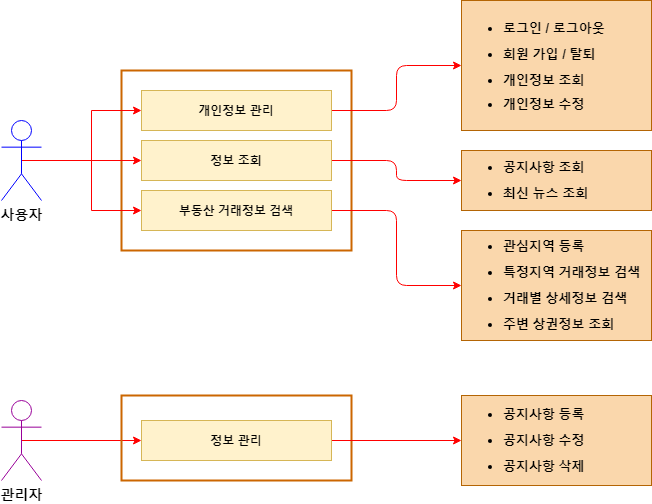 사용자
개인정보 관리
정보 조회
부동산 거래정보 검색
• 로그인 / 로그아웃
• 회원 가입 / 탈퇴
• 개인정보 조회
• 개인정보 수정
• 공지사항 조회
• 최신 뉴스 조회
• 관심지역 등록
• 특정지역 거래정보 검색
• 거래별 상세정보 검색
• 주변 상권정보 조회
관리자
정보 관리
• 공지사항 등록
• 공지사항 수정
• 공지사항 삭제